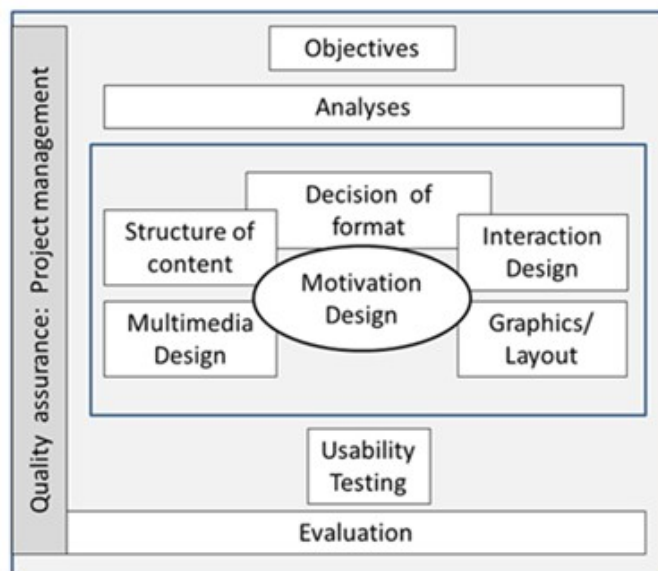 Quality assurance: Project management
Objectives
Analyses
Decision of
format
Structure of
content
Interaction
Design
Motivation
Design
Multimedia
Design
Graphics/
Layout
Usability
Testing
Evaluation